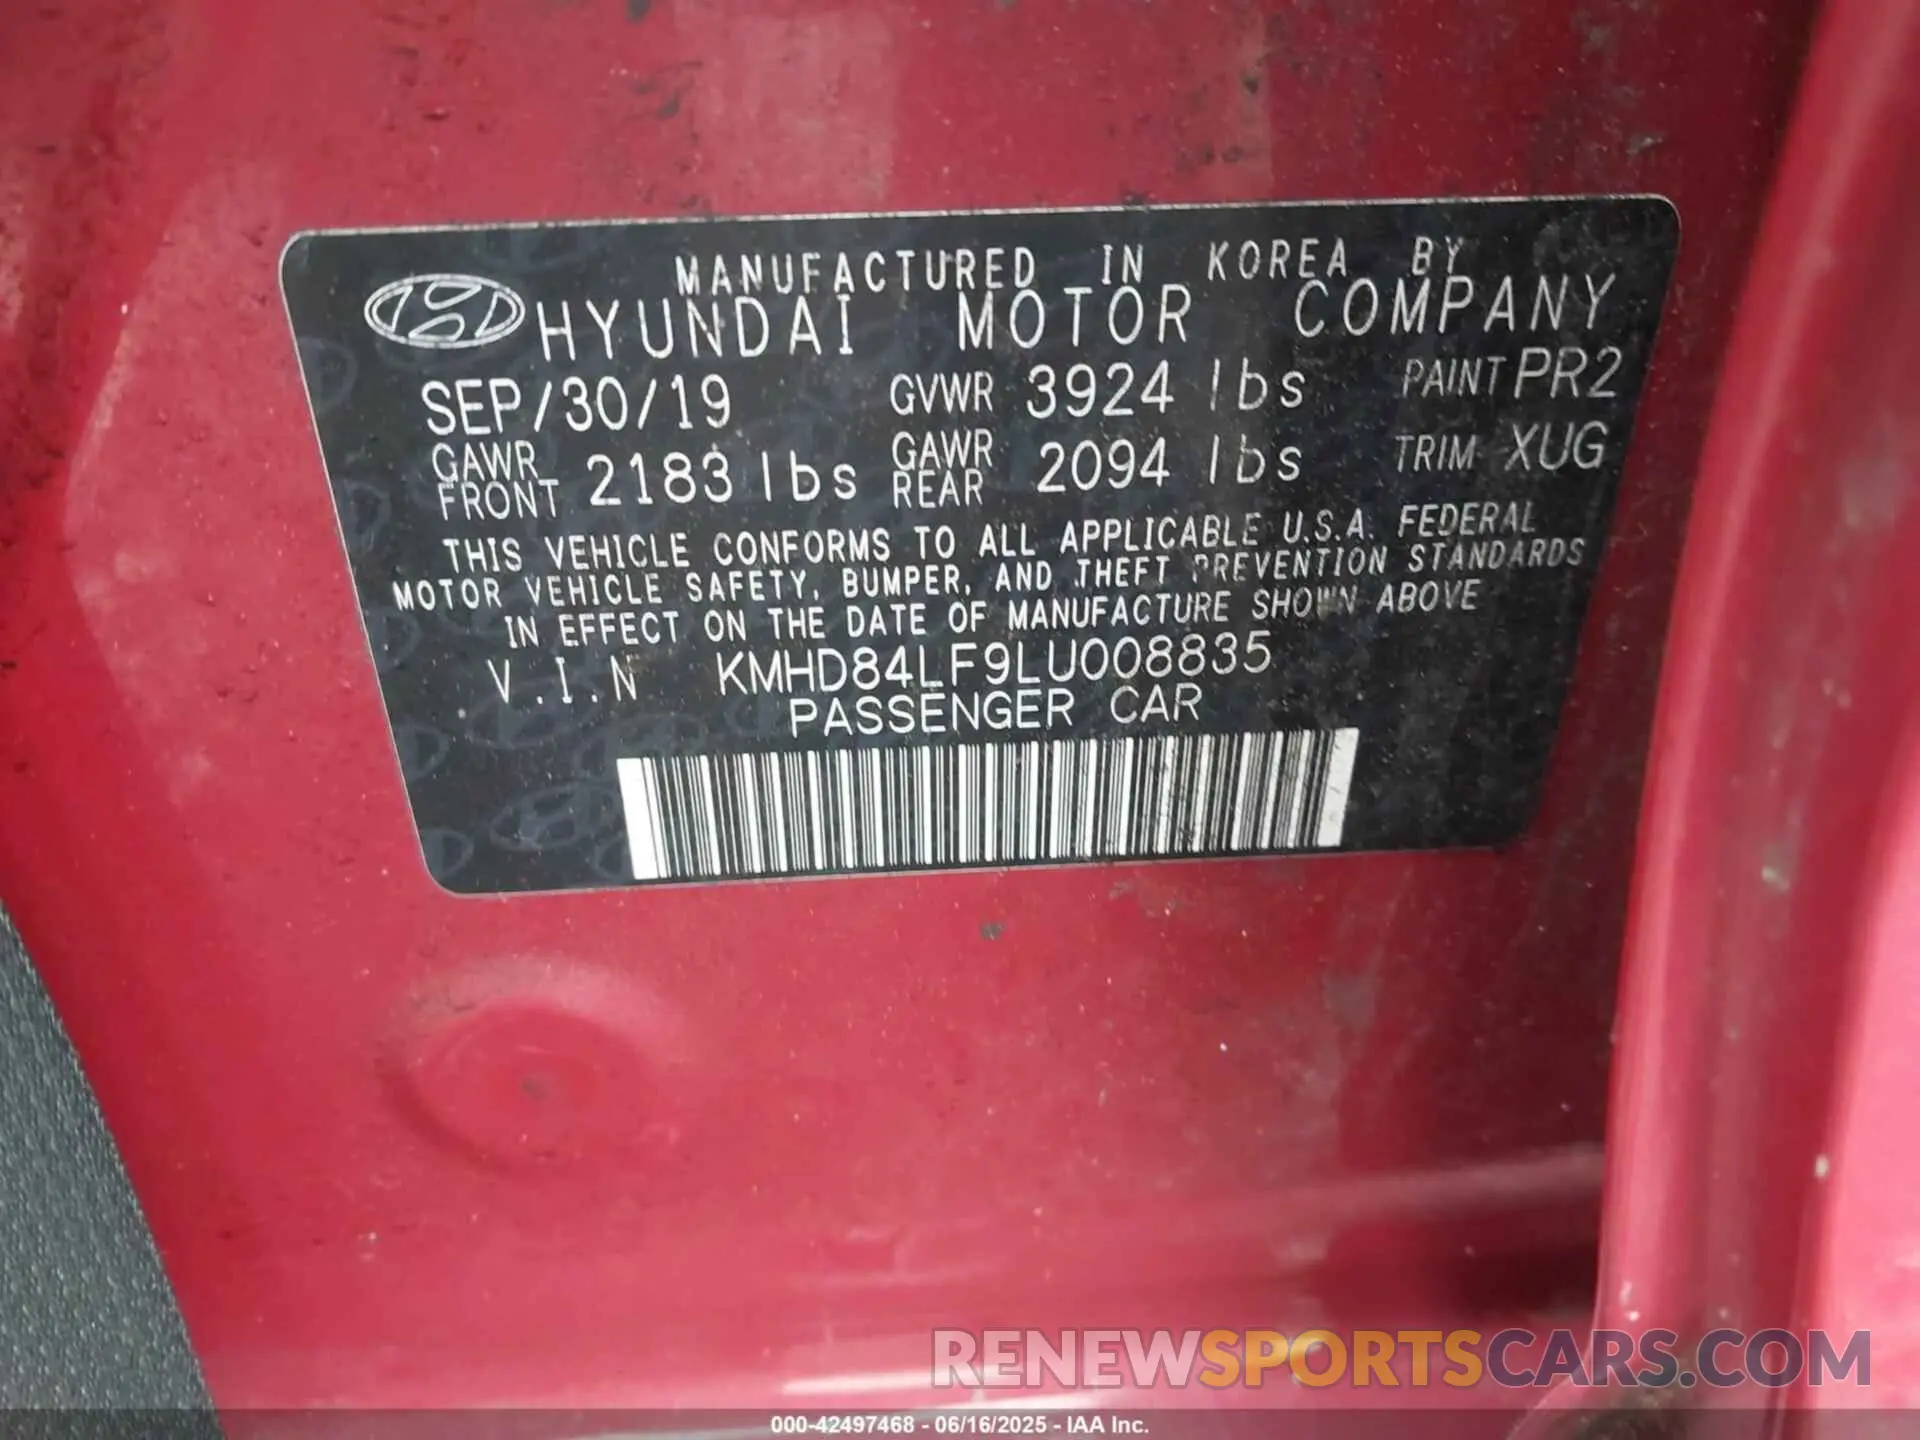 MANUFACTURED IN KOREA BY
HYUNDAI MOTOR COMPANY
SEP/30/19 GVWR 3924 lbs PAINT PR2
GAWR FRONT 2183 lbs GAWR REAR 2094 lbs TRIM XUG
THIS VEHICLE CONFORMS TO ALL APPLICABLE U.S.A. FEDERAL
MOTOR VEHICLE SAFETY, BUMPER, AND THEFT PREVENTION STANDARDS
IN EFFECT ON THE DATE OF MANUFACTURE SHOWN ABOVE
V.I.N KMHD84LF9LU008835
PASSENGER CAR
RENEWSPORTSCARS.COM
000-42497468 - 06/16/2025 - IAA Inc.